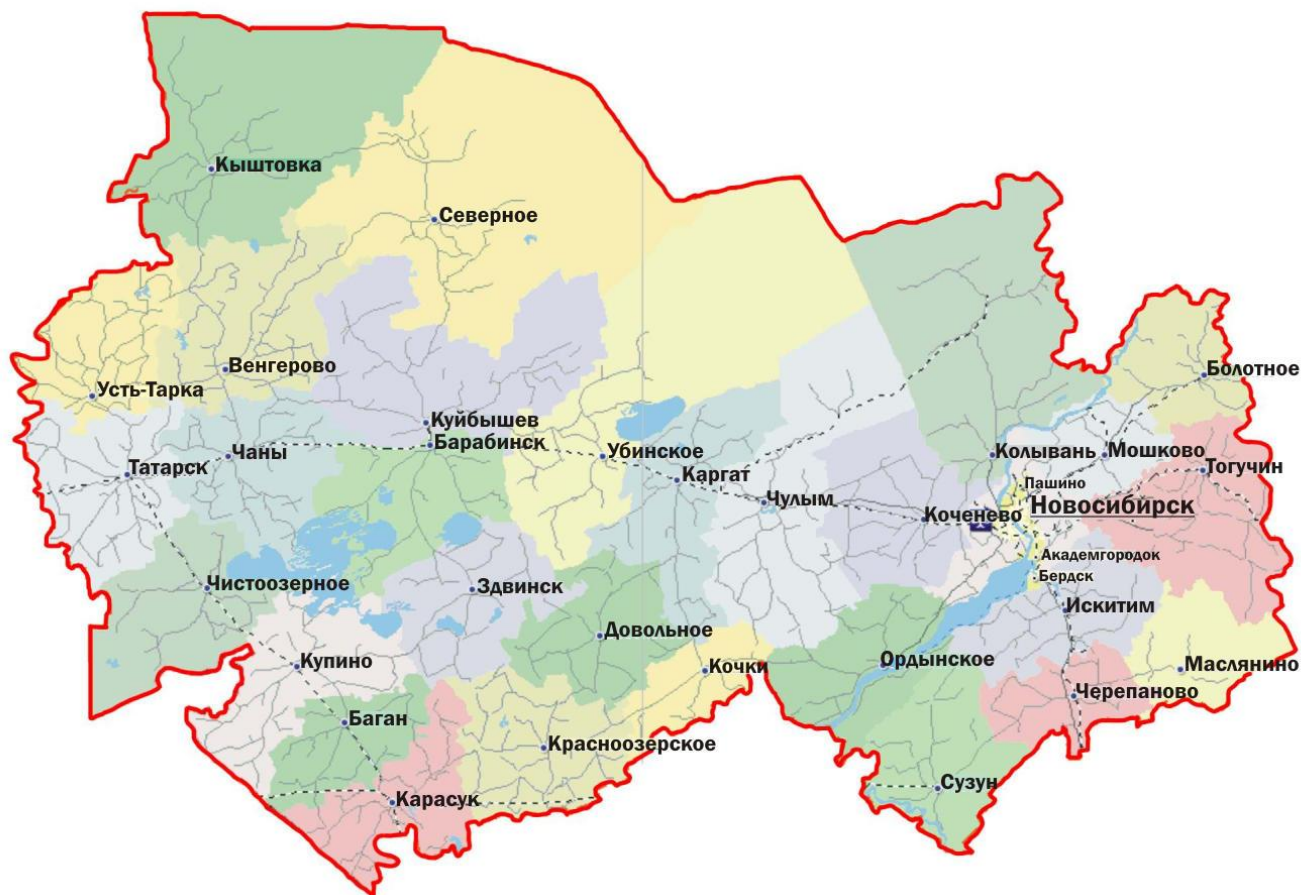 Кыштовка
Северное
Венгерово
Усть-Тарка
Болотное
Куйбышев
Барабинск
Чаны
Убинское
Колывань
Мошково
Татарск
Каргат
Тогучин
Пашино
Чулым
Новосибирск
Коченево
Академгородок
Бердск
Чистоозерное
Здвинск
Искитим
Довольное
Купино
Кочки
Ордынское
Маслянино
Черепаново
Баган
Красноозерское
Сузун
Карасук